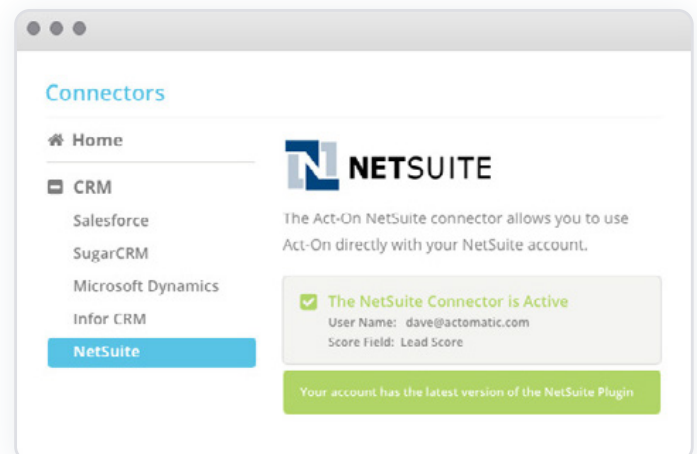 Connectors
Home
CRM
Salesforce
SugarCRM
Microsoft Dynamics
Infor CRM
NetSuite
NETSUITE
The Act-On NetSuite connector allows you to use
Act-On directly with your NetSuite account.
The NetSuite Connector is Active
User Name: dave@actomatic.com
Score Field: Lead Score
Your account has the latest version of the NetSuite Plugin